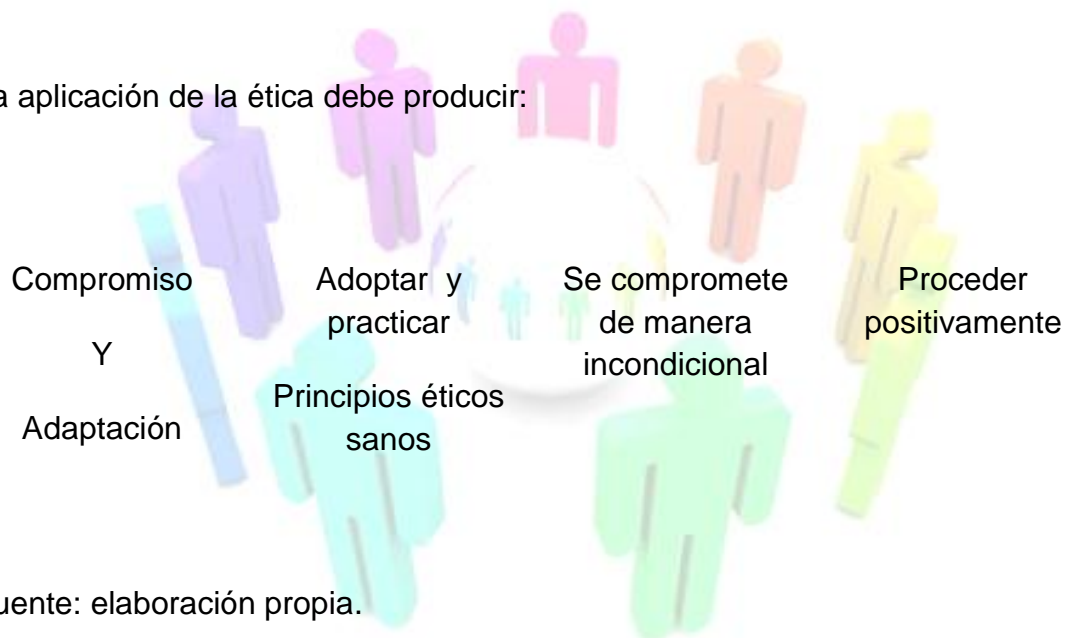 a aplicación de la ética debe producir:
Compromiso
Y
Adaptación
Adoptar y
practicar
Principios éticos
sanos
Se compromete
de manera
incondicional
Proceder
positivamente
uente: elaboración propia.